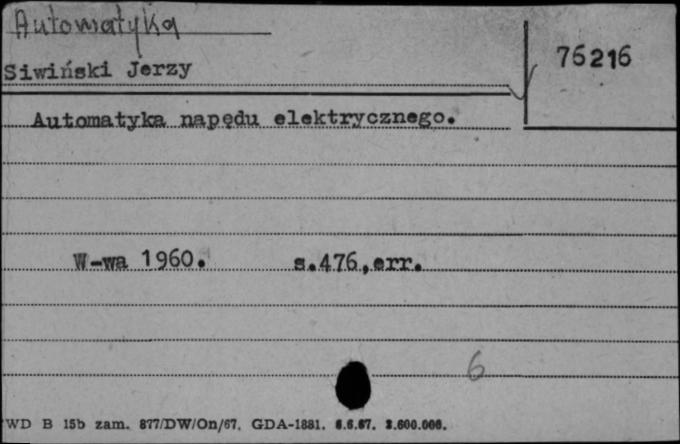 Automatyka
76216
Siwiński Jerzy
Automatyka napędu elektrycznego.
W-wa 1960. s.476,err.
6
WD B 15b zam. 877/DW/On/67. GDA-1881. 6.6.67. 2.600.000.